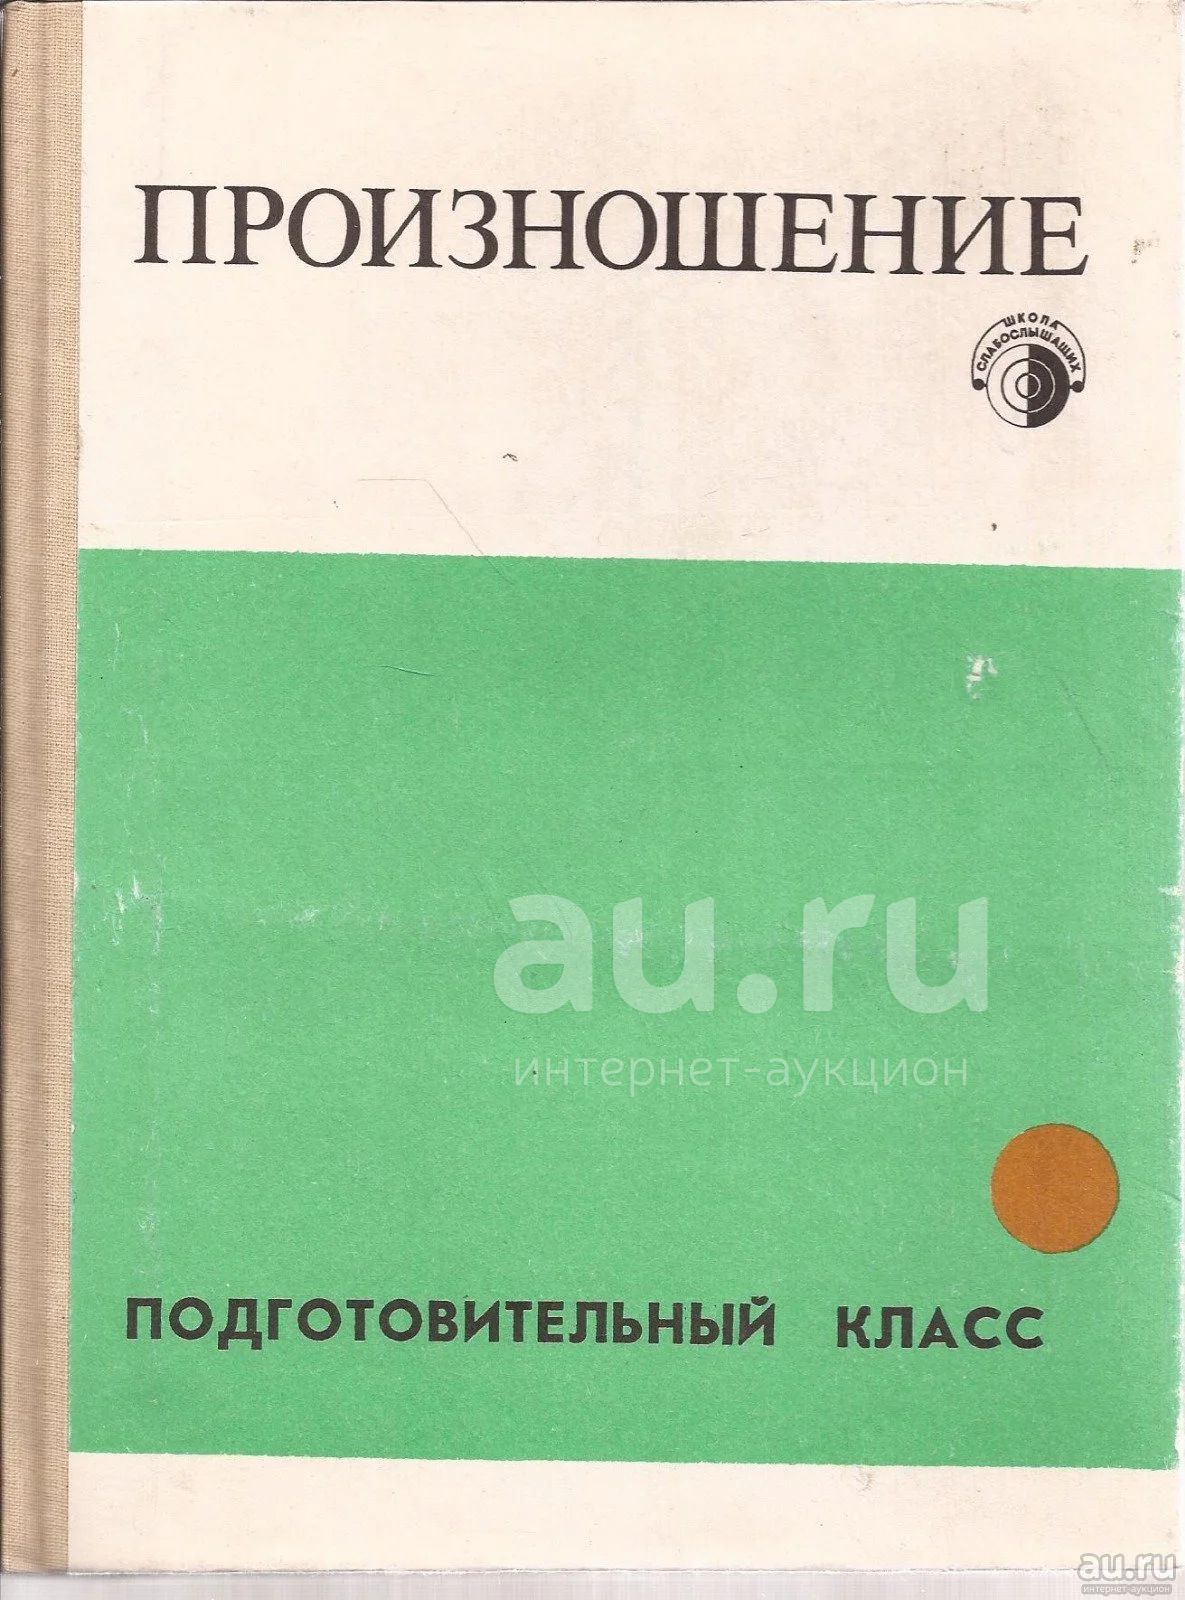 ПРОИЗНОШЕНИЕ
ШКОЛА
СЛАБОСЛЫШАЩИХ
au.ru
интернет-аукцион
ПОДГОТОВИТЕЛЬНЫЙ КЛАСС
au.ru
интернет-аукцион